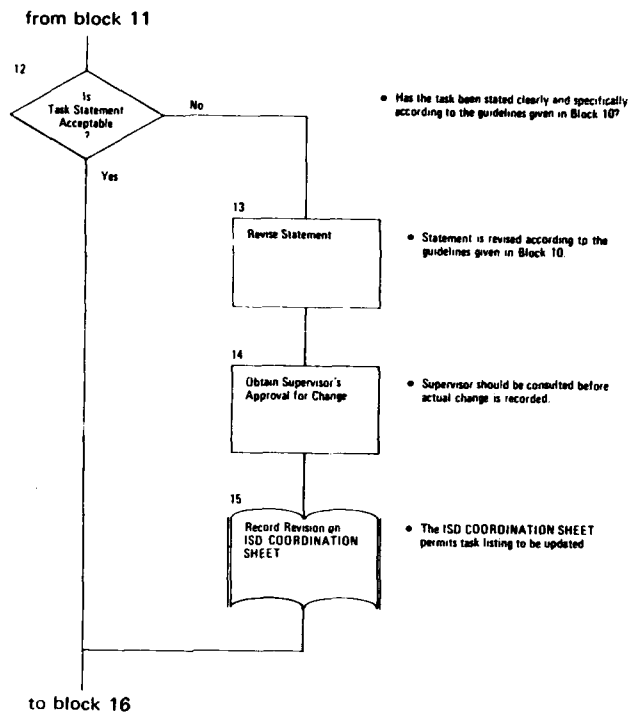 from block 11
12
Is
Task Statement
Acceptable
?
No
Yes
• Has the task been stated clearly and specifically
according to the guidelines given in Block 10?
13
Revise Statement
• Statement is revised according to the
guidelines given in Block 10.
14
Obtain Supervisor's
Approval for Change
• Supervisor should be consulted before
actual change is recorded.
15
Record Revision on
ISD COORDINATION
SHEET
• The ISD COORDINATION SHEET
permits task listing to be updated
to block 16